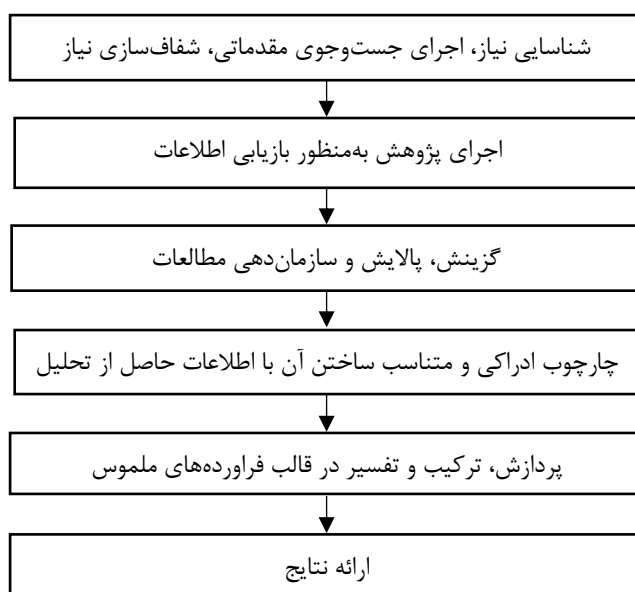 شناسایی نیاز، اجرای جست‌وجوی مقدماتی، شفاف‌سازی نیاز
اجرای پژوهش به‌منظور بازیابی اطلاعات
گزینش، پالایش و سازمان‌دهی مطالعات
چارچوب ادراکی و متناسب ساختن آن با اطلاعات حاصل از تحلیل
پردازش، ترکیب و تفسیر در قالب فراورده‌های ملموس
ارائه نتایج